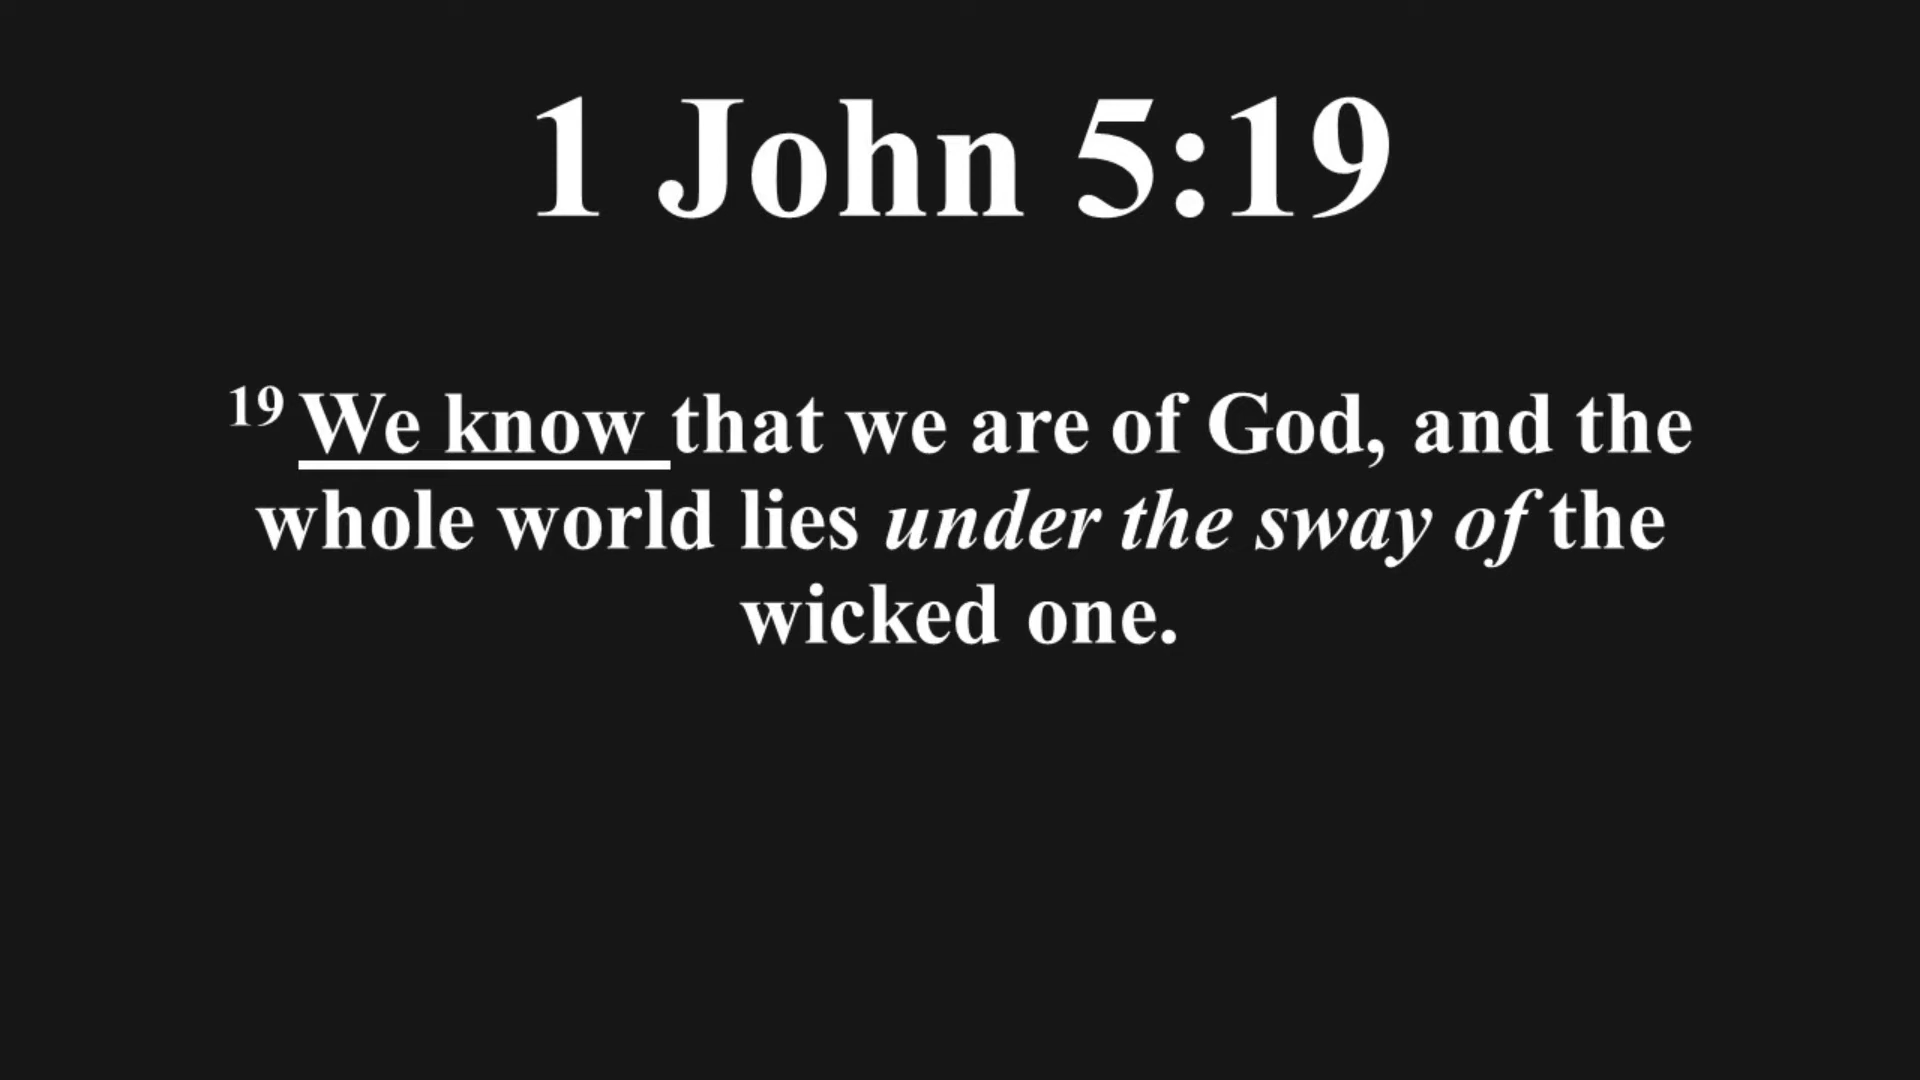 1 John 5:19
19 We know that we are of God, and the
whole world lies under the sway of the
wicked one.